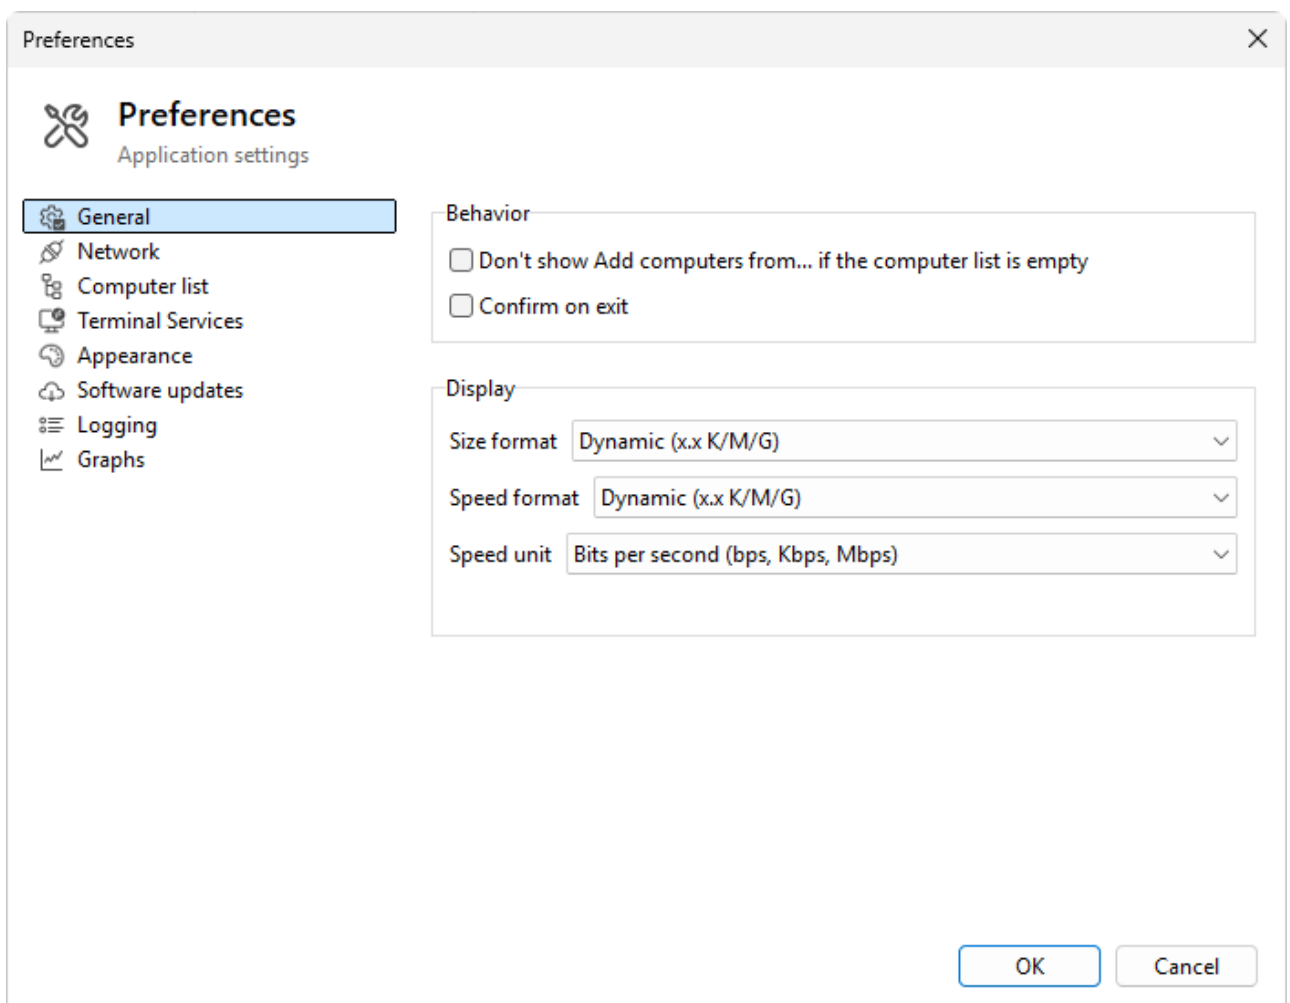 Preferences
Preferences
Application settings
General
Network
Computer list
Terminal Services
Appearance
Software updates
Logging
Graphs
Behavior
Don't show Add computers from... if the computer list is empty
Confirm on exit
Display
Size format Dynamic (x.x K/M/G)
Speed format Dynamic (x.x K/M/G)
Speed unit Bits per second (bps, Kbps, Mbps)
OK Cancel